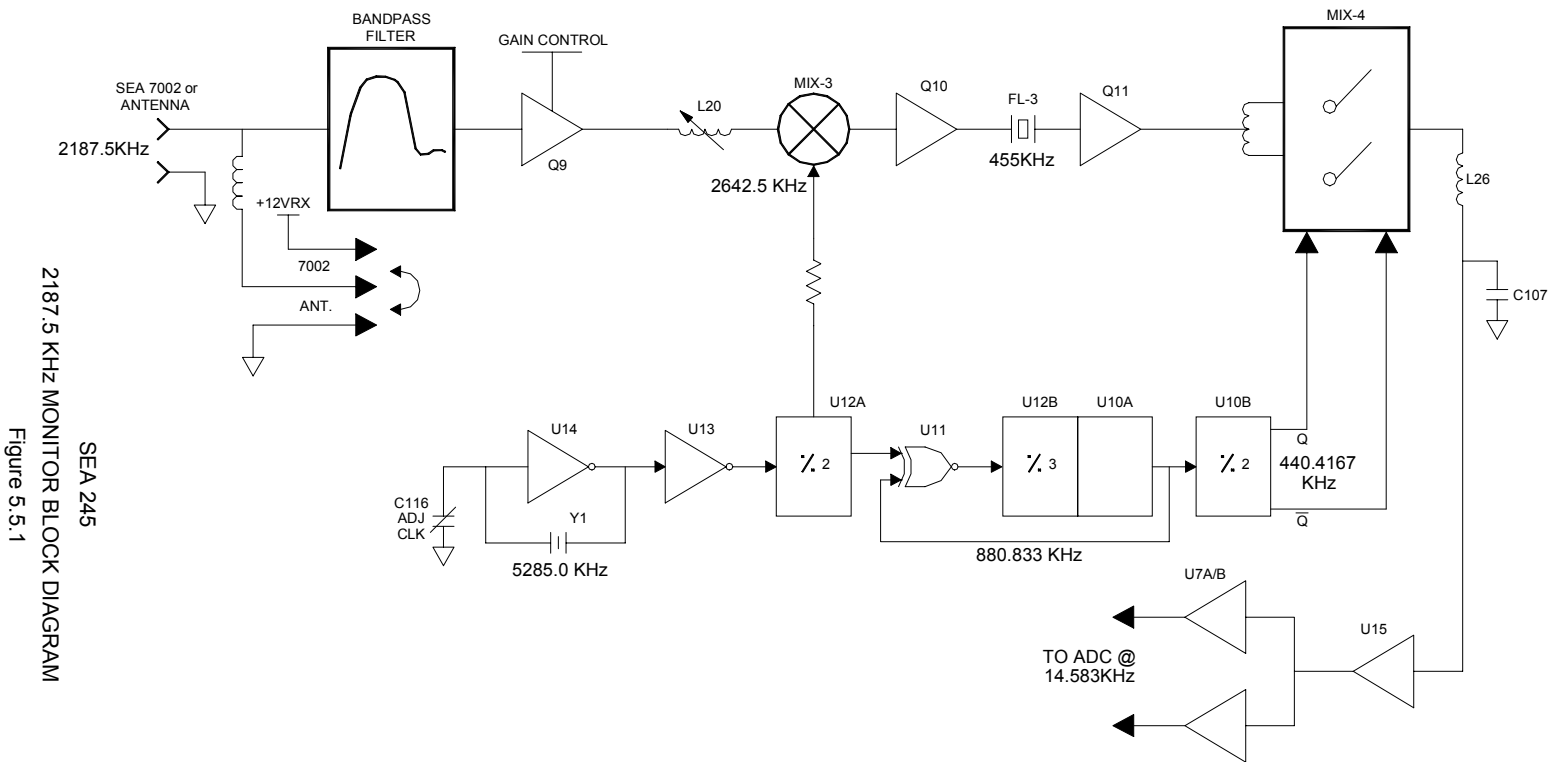 BANDPASS
FILTER
GAIN CONTROL
MIX-4
SEA 7002 or
ANTENNA
2187.5KHz
Q9
L20
MIX-3
2642.5 KHz
Q10
FL-3
455KHz
Q11
L26
C107
+12VRX
7002
ANT.
U14
U13
U12A
U11
U12B
U10A
U10B
% 2
% 3
% 2
Q
440.4167
KHz
Q̅
C116
ADJ
CLK
Y1
5285.0 KHz
880.833 KHz
U7A/B
U15
TO ADC @
14.583KHz
SEA 245
2187.5 KHz MONITOR BLOCK DIAGRAM
Figure 5.5.1